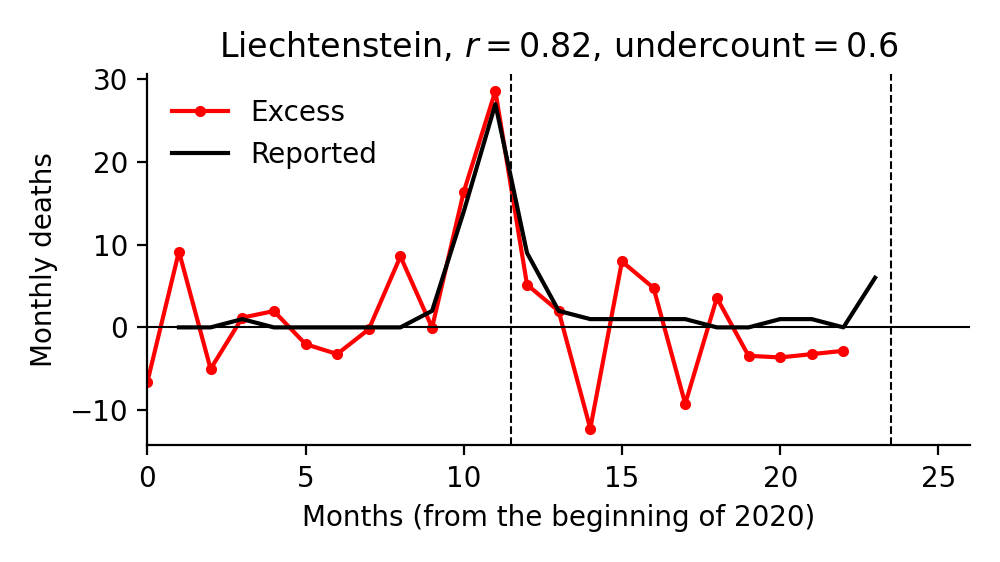 Liechtenstein, r = 0.82, undercount = 0.6
Excess
Reported
Monthly deaths
30
20
10
0
−10
0 5 10 15 20 25
Months (from the beginning of 2020)